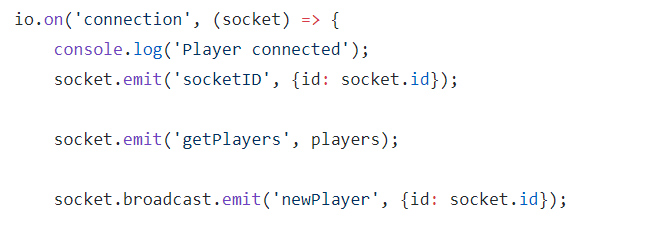 io.on('connection', (socket) => {
    console.log('Player connected');
    socket.emit('socketID', {id: socket.id});
    socket.emit('getPlayers', players);
    socket.broadcast.emit('newPlayer', {id: socket.id});